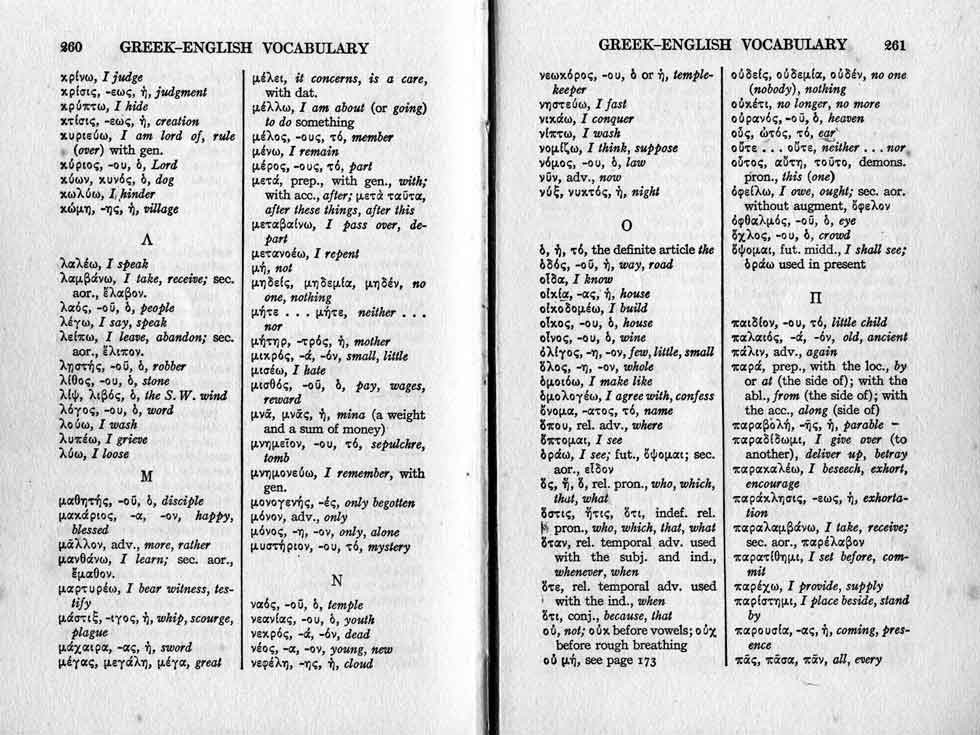 260 GREEK–ENGLISH VOCABULARY
κρίνω, I judge
κρίσις, -εως, ἡ, judgment
κρύπτω, I hide
κτίσις, -εως, ἡ, creation
κυριεύω, I am lord of, rule
(over) with gen.
κύριος, -ου, ὁ, Lord
κύων, κυνός, ὁ, dog
κωλύω, I hinder
κώμη, -ης, ἡ, village
Λ
λαλέω, I speak
λαμβάνω, I take, receive; sec.
aor., ἔλαβον.
λαός, -οῦ, ὁ, people
λέγω, I say, speak
λείπω, I leave, abandon; sec.
aor., ἔλιπον.
λῃστής, -οῦ, ὁ, robber
λίθος, -ου, ὁ, stone
λίψ, λιβός, ὁ, the S. W. wind
λόγος, -ου, ὁ, word
λούω, I wash
λυπέω, I grieve
λύω, I loose
Μ
μαθητής, -οῦ, ὁ, disciple
μακάριος, -α, -ον, happy,
blessed
μᾶλλον, adv., more, rather
μανθάνω, I learn; sec. aor.,
ἔμαθον.
μαρτυρέω, I bear witness, tes-
tify
μάστιξ, -ιγος, ἡ, whip, scourge,
plague
μάχαιρα, -ας, ἡ, sword
μέγας, μεγάλη, μέγα, great
μέλει, it concerns, is a care,
with dat.
μέλλω, I am about (or going)
to do something
μέλος, -ους, τό, member
μένω, I remain
μέρος, -ους, τό, part
μετά, prep., with gen., with;
with acc., after; μετὰ ταῦτα,
after these things, after this
μεταβαίνω, I pass over, de-
part
μετανοέω, I repent
μή, not
μηδείς, μηδεμία, μηδέν, no
one, nothing
μήτε . . . μήτε, neither . . .
nor
μήτηρ, -τρός, ἡ, mother
μικρός, -ά, -όν, small, little
μισέω, I hate
μισθός, -οῦ, ὁ, pay, wages,
reward
μνᾶ, μνᾶς, ἡ, mina (a weight
and a sum of money)
μνημεῖον, -ου, τό, sepulchre,
tomb
μνημονεύω, I remember, with
gen.
μονογενής, -ές, only begotten
μόνον, adv., only
μόνος, -η, -ον, only, alone
μυστήριον, -ου, τό, mystery
Ν
ναός, -οῦ, ὁ, temple
νεανίας, -ου, ὁ, youth
νεκρός, -ά, -όν, dead
νέος, -α, -ον, young, new
νεφέλη, -ης, ἡ, cloud
GREEK–ENGLISH VOCABULARY 261
νεωκόρος, -ου, ὁ or ἡ, temple-
keeper
νηστεύω, I fast
νικάω, I conquer
νίπτω, I wash
νομίζω, I think, suppose
νόμος, -ου, ὁ, law
νῦν, adv., now
νύξ, νυκτός, ἡ, night
Ο
ὁ, ἡ, τό, the definite article the
ὁδός, -οῦ, ἡ, way, road
οἶδα, I know
οἰκία, -ας, ἡ, house
οἰκοδομέω, I build
οἶκος, -ου, ὁ, house
οἶνος, -ου, ὁ, wine
ὀλίγος, -η, -ον, few, little, small
ὅλος, -η, -ον, whole
ὁμοιόω, I make like
ὁμολογέω, I agree with, confess
ὄνομα, -ατος, τό, name
ὅπου, rel. adv., where
ὄπτομαι, I see
ὁράω, I see; fut., ὄψομαι; sec.
aor., εἶδον
ὅς, ἥ, ὅ, rel. pron., who, which,
that, what
ὅστις, ἥτις, ὅτι, indef. rel.
pron., who, which, that, what
ὅταν, rel. temporal adv. used
with the subj. and ind.,
whenever, when
ὅτε, rel. temporal adv. used
with the ind., when
ὅτι, conj., because, that
οὐ, not; οὐκ before vowels; οὐχ
before rough breathing
οὐ μή, see page 173
οὐδείς, οὐδεμία, οὐδέν, no one
(nobody), nothing
οὐκέτι, no longer, no more
οὐρανός, -οῦ, ὁ, heaven
οὖς, ὠτός, τό, ear
οὔτε . . . οὔτε, neither . . . nor
οὗτος, αὕτη, τοῦτο, demons.
pron., this (one)
ὀφείλω, I owe, ought; sec. aor.
without augment, ὄφελον
ὀφθαλμός, -οῦ, ὁ, eye
ὄχλος, -ου, ὁ, crowd
ὄψομαι, fut. midd., I shall see;
ὁράω used in present
Π
παιδίον, -ου, τό, little child
παλαιός, -ά, -όν, old, ancient
πάλιν, adv., again
παρά, prep., with the loc., by
or at (the side of); with the
abl., from (the side of); with
the acc., along (side of)
παραβολή, -ῆς, ἡ, parable
παραδίδωμι, I give over (to
another), deliver up, betray
παρακαλέω, I beseech, exhort,
encourage
παράκλησις, -εως, ἡ, exhorta-
tion
παραλαμβάνω, I take, receive;
sec. aor., παρέλαβον
παρατίθημι, I set before, com-
mit
παρέχω, I provide, supply
παρίστημι, I place beside, stand
by
παρουσία, -ας, ἡ, coming, pres-
ence
πᾶς, πᾶσα, πᾶν, all, every